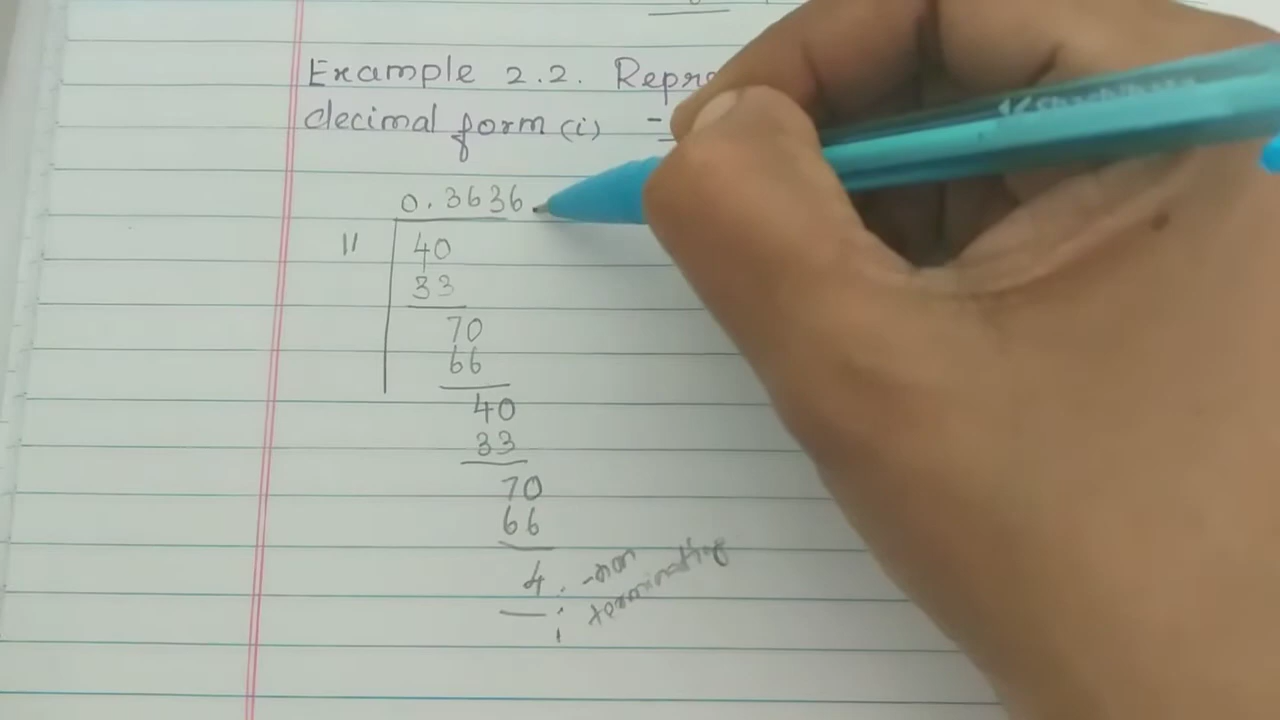 Example 2.2. Repre
decimal form (i) -
0.3636.
11 40
33
70
66
40
33
70
66
4
-non
terminating